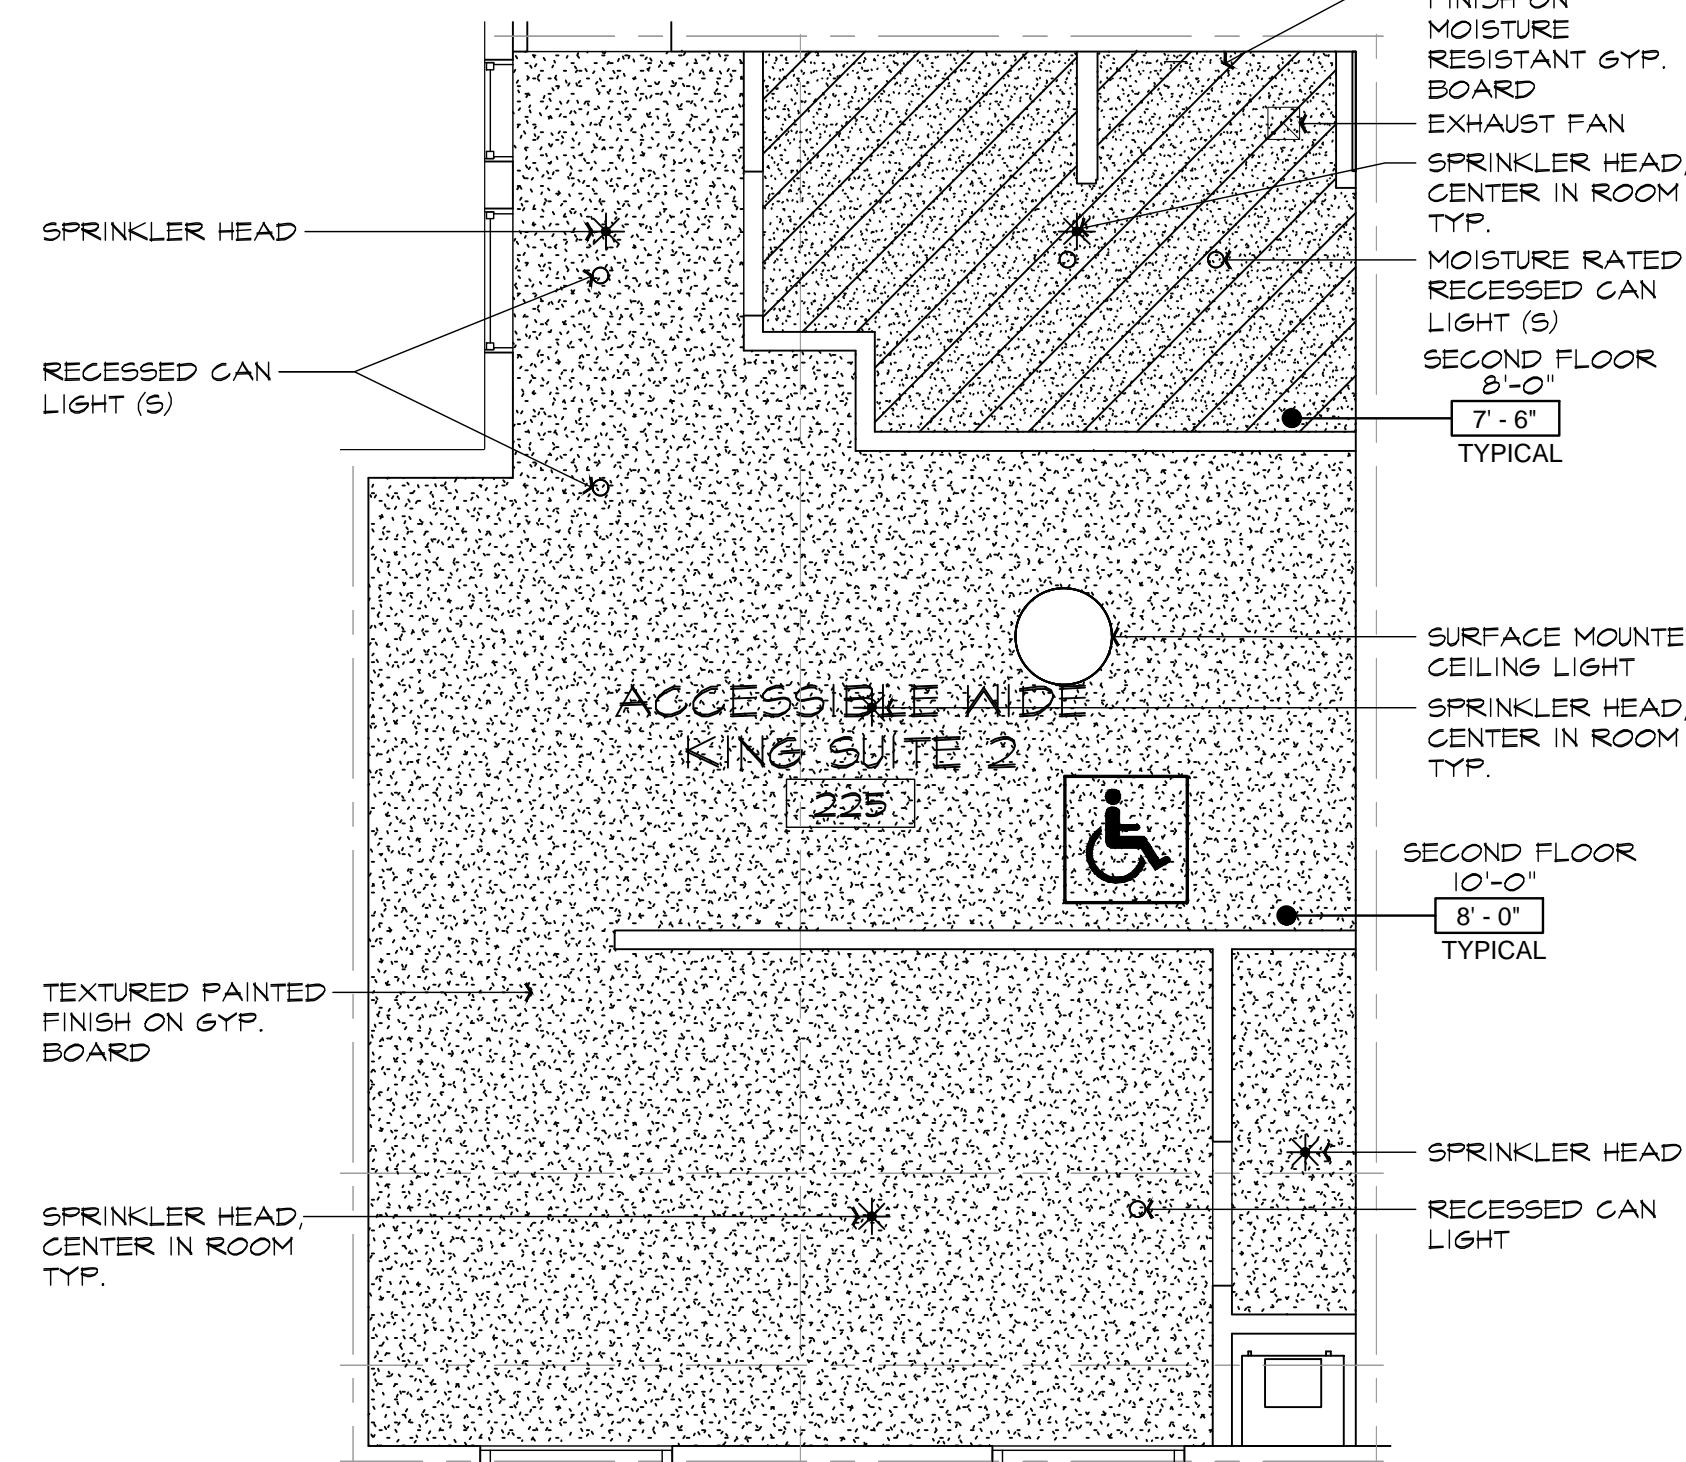 FINISH ON
MOISTURE
RESISTANT GYP.
BOARD
EXHAUST FAN
SPRINKLER HEAD,
CENTER IN ROOM
TYP.
SPRINKLER HEAD
MOISTURE RATED
RECESSED CAN
LIGHT (S)
RECESSED CAN
LIGHT (S)
SECOND FLOOR
8'-0"
7' - 6"
TYPICAL
SURFACE MOUNTE
CEILING LIGHT
ACCESSIBLE WIDE
KING SUITE 2
225
SPRINKLER HEAD,
CENTER IN ROOM
TYP.
SECOND FLOOR
10'-0"
8' - 0"
TYPICAL
TEXTURED PAINTED
FINISH ON GYP.
BOARD
SPRINKLER HEAD
SPRINKLER HEAD,
CENTER IN ROOM
TYP.
RECESSED CAN
LIGHT